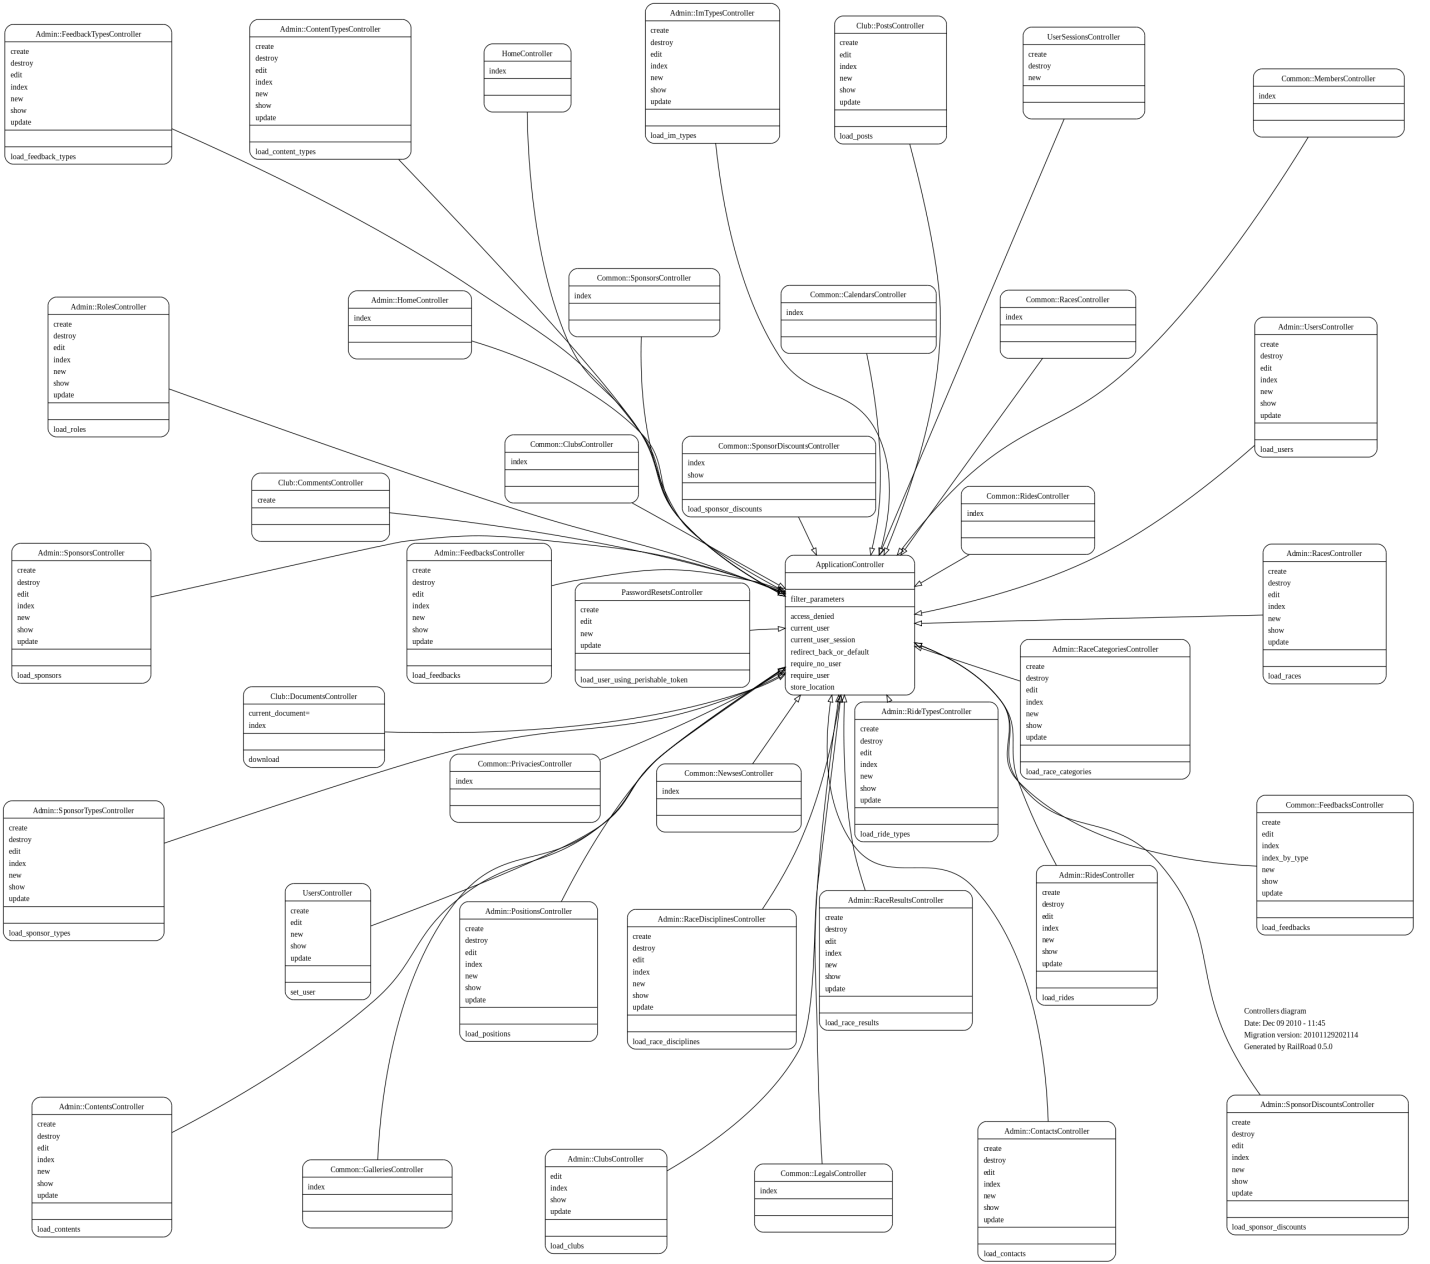 Admin::FeedbackTypesController
create
destroy
edit
index
new
show
update
load_feedback_types
Admin::ContentTypesController
create
destroy
edit
index
new
show
update
load_content_types
HomeController
index
Admin::ImTypesController
create
destroy
edit
index
new
show
update
load_im_types
Club::PostsController
create
edit
index
new
show
update
load_posts
UserSessionsController
create
destroy
new
Common::MembersController
index
Admin::RolesController
create
destroy
edit
index
new
show
update
load_roles
Admin::HomeController
index
Common::SponsorsController
index
Common::CalendarsController
index
Common::RacesController
index
Admin::UsersController
create
destroy
edit
index
new
show
update
load_users
Club::CommentsController
create
Common::ClubsController
index
Common::SponsorDiscountsController
index
show
load_sponsor_discounts
Common::RidesController
index
Admin::SponsorsController
create
destroy
edit
index
new
show
update
load_sponsors
Admin::FeedbacksController
create
destroy
edit
index
new
show
update
load_feedbacks
PasswordResetsController
create
edit
new
update
load_user_using_perishable_token
ApplicationController
filter_parameters
access_denied
current_user
current_user_session
redirect_back_or_default
require_no_user
require_user
store_location
Admin::RacesController
create
destroy
edit
index
new
show
update
load_races
Admin::RaceCategoriesController
create
destroy
edit
index
new
show
update
load_race_categories
Club::DocumentsController
current_document=
index
download
Common::PrivaciesController
index
Common::NewsesController
index
Admin::RideTypesController
create
destroy
edit
index
new
show
update
load_ride_types
Admin::SponsorTypesController
create
destroy
edit
index
new
show
update
load_sponsor_types
Common::FeedbacksController
create
edit
index
index_by_type
new
show
update
load_feedbacks
UsersController
create
edit
new
show
update
set_user
Admin::PositionsController
create
destroy
edit
index
new
show
update
load_positions
Admin::RaceDisciplinesController
create
destroy
edit
index
new
show
update
load_race_disciplines
Admin::RaceResultsController
create
destroy
edit
index
new
show
update
load_race_results
Admin::RidesController
create
destroy
edit
index
new
show
update
load_rides
Controllers diagram
Date: Dec 09 2010 - 11:45
Migration version: 20101129202114
Generated by RailRoad 0.5.0
Admin::ContentsController
create
destroy
edit
index
new
show
update
load_contents
Common::GalleriesController
index
Admin::ClubsController
edit
index
show
update
load_clubs
Common::LegalsController
index
Admin::ContactsController
create
destroy
edit
index
new
show
update
load_contacts
Admin::SponsorDiscountsController
create
destroy
edit
index
new
show
update
load_sponsor_discounts